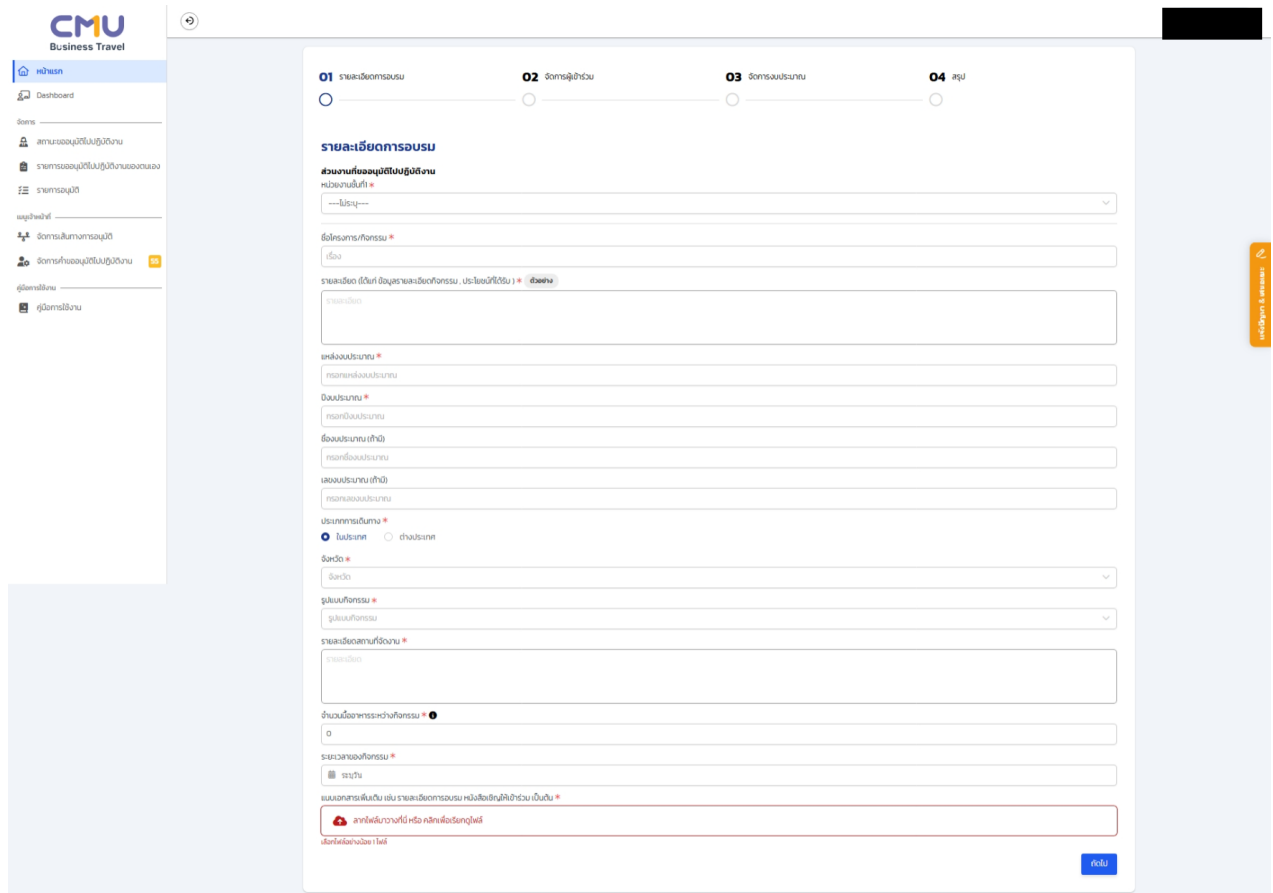 CMU
Business Travel
หน้าแรก
Dashboard
จัดการ
สถานะขออนุมัติไปปฏิบัติงาน
รายการขออนุมัติไปปฏิบัติงานของตนเอง
รายการอนุมัติ
เมนูเจ้าหน้าที่
จัดการเส้นทางการอนุมัติ
จัดการคำขออนุมัติไปปฏิบัติงาน 55
คู่มือการใช้งาน
คู่มือการใช้งาน
01 รายละเอียดการอบรม 02 จัดการผู้เข้าร่วม 03 จัดการงบประมาณ 04 สรุป
รายละเอียดการอบรม
ส่วนงานที่ขออนุมัติไปปฏิบัติงาน
หน่วยงานชั้นที่1 *
---ไม่ระบุ---
ชื่อโครงการ/กิจกรรม *
เรื่อง
รายละเอียด (ได้แก่ ข้อมูลรายละเอียดกิจกรรม , ประโยชน์ที่ได้รับ ) * ตัวอย่าง
รายละเอียด
แหล่งงบประมาณ *
กรอกแหล่งงบประมาณ
ปีงบประมาณ *
กรอกปีงบประมาณ
ชื่องบประมาณ (ถ้ามี)
กรอกชื่องบประมาณ
เลขงบประมาณ (ถ้ามี)
กรอกเลขงบประมาณ
ประเภทการเดินทาง *
ในประเทศ ต่างประเทศ
จังหวัด *
จังหวัด
รูปแบบกิจกรรม *
รูปแบบกิจกรรม
รายละเอียดสถานที่จัดงาน *
รายละเอียด
จำนวนมื้ออาหารระหว่างกิจกรรม *
0
ระยะเวลาของกิจกรรม *
ระบุวัน
แนบเอกสารเพิ่มเติม เช่น รายละเอียดการอบรม หนังสือเชิญให้เข้าร่วม เป็นต้น *
ลากไฟล์มาวางที่นี่ หรือ คลิกเพื่อเรียกดูไฟล์
เลือกไฟล์อย่างน้อย 1 ไฟล์
ถัดไป
แจ้งปัญหา & เสนอแนะ